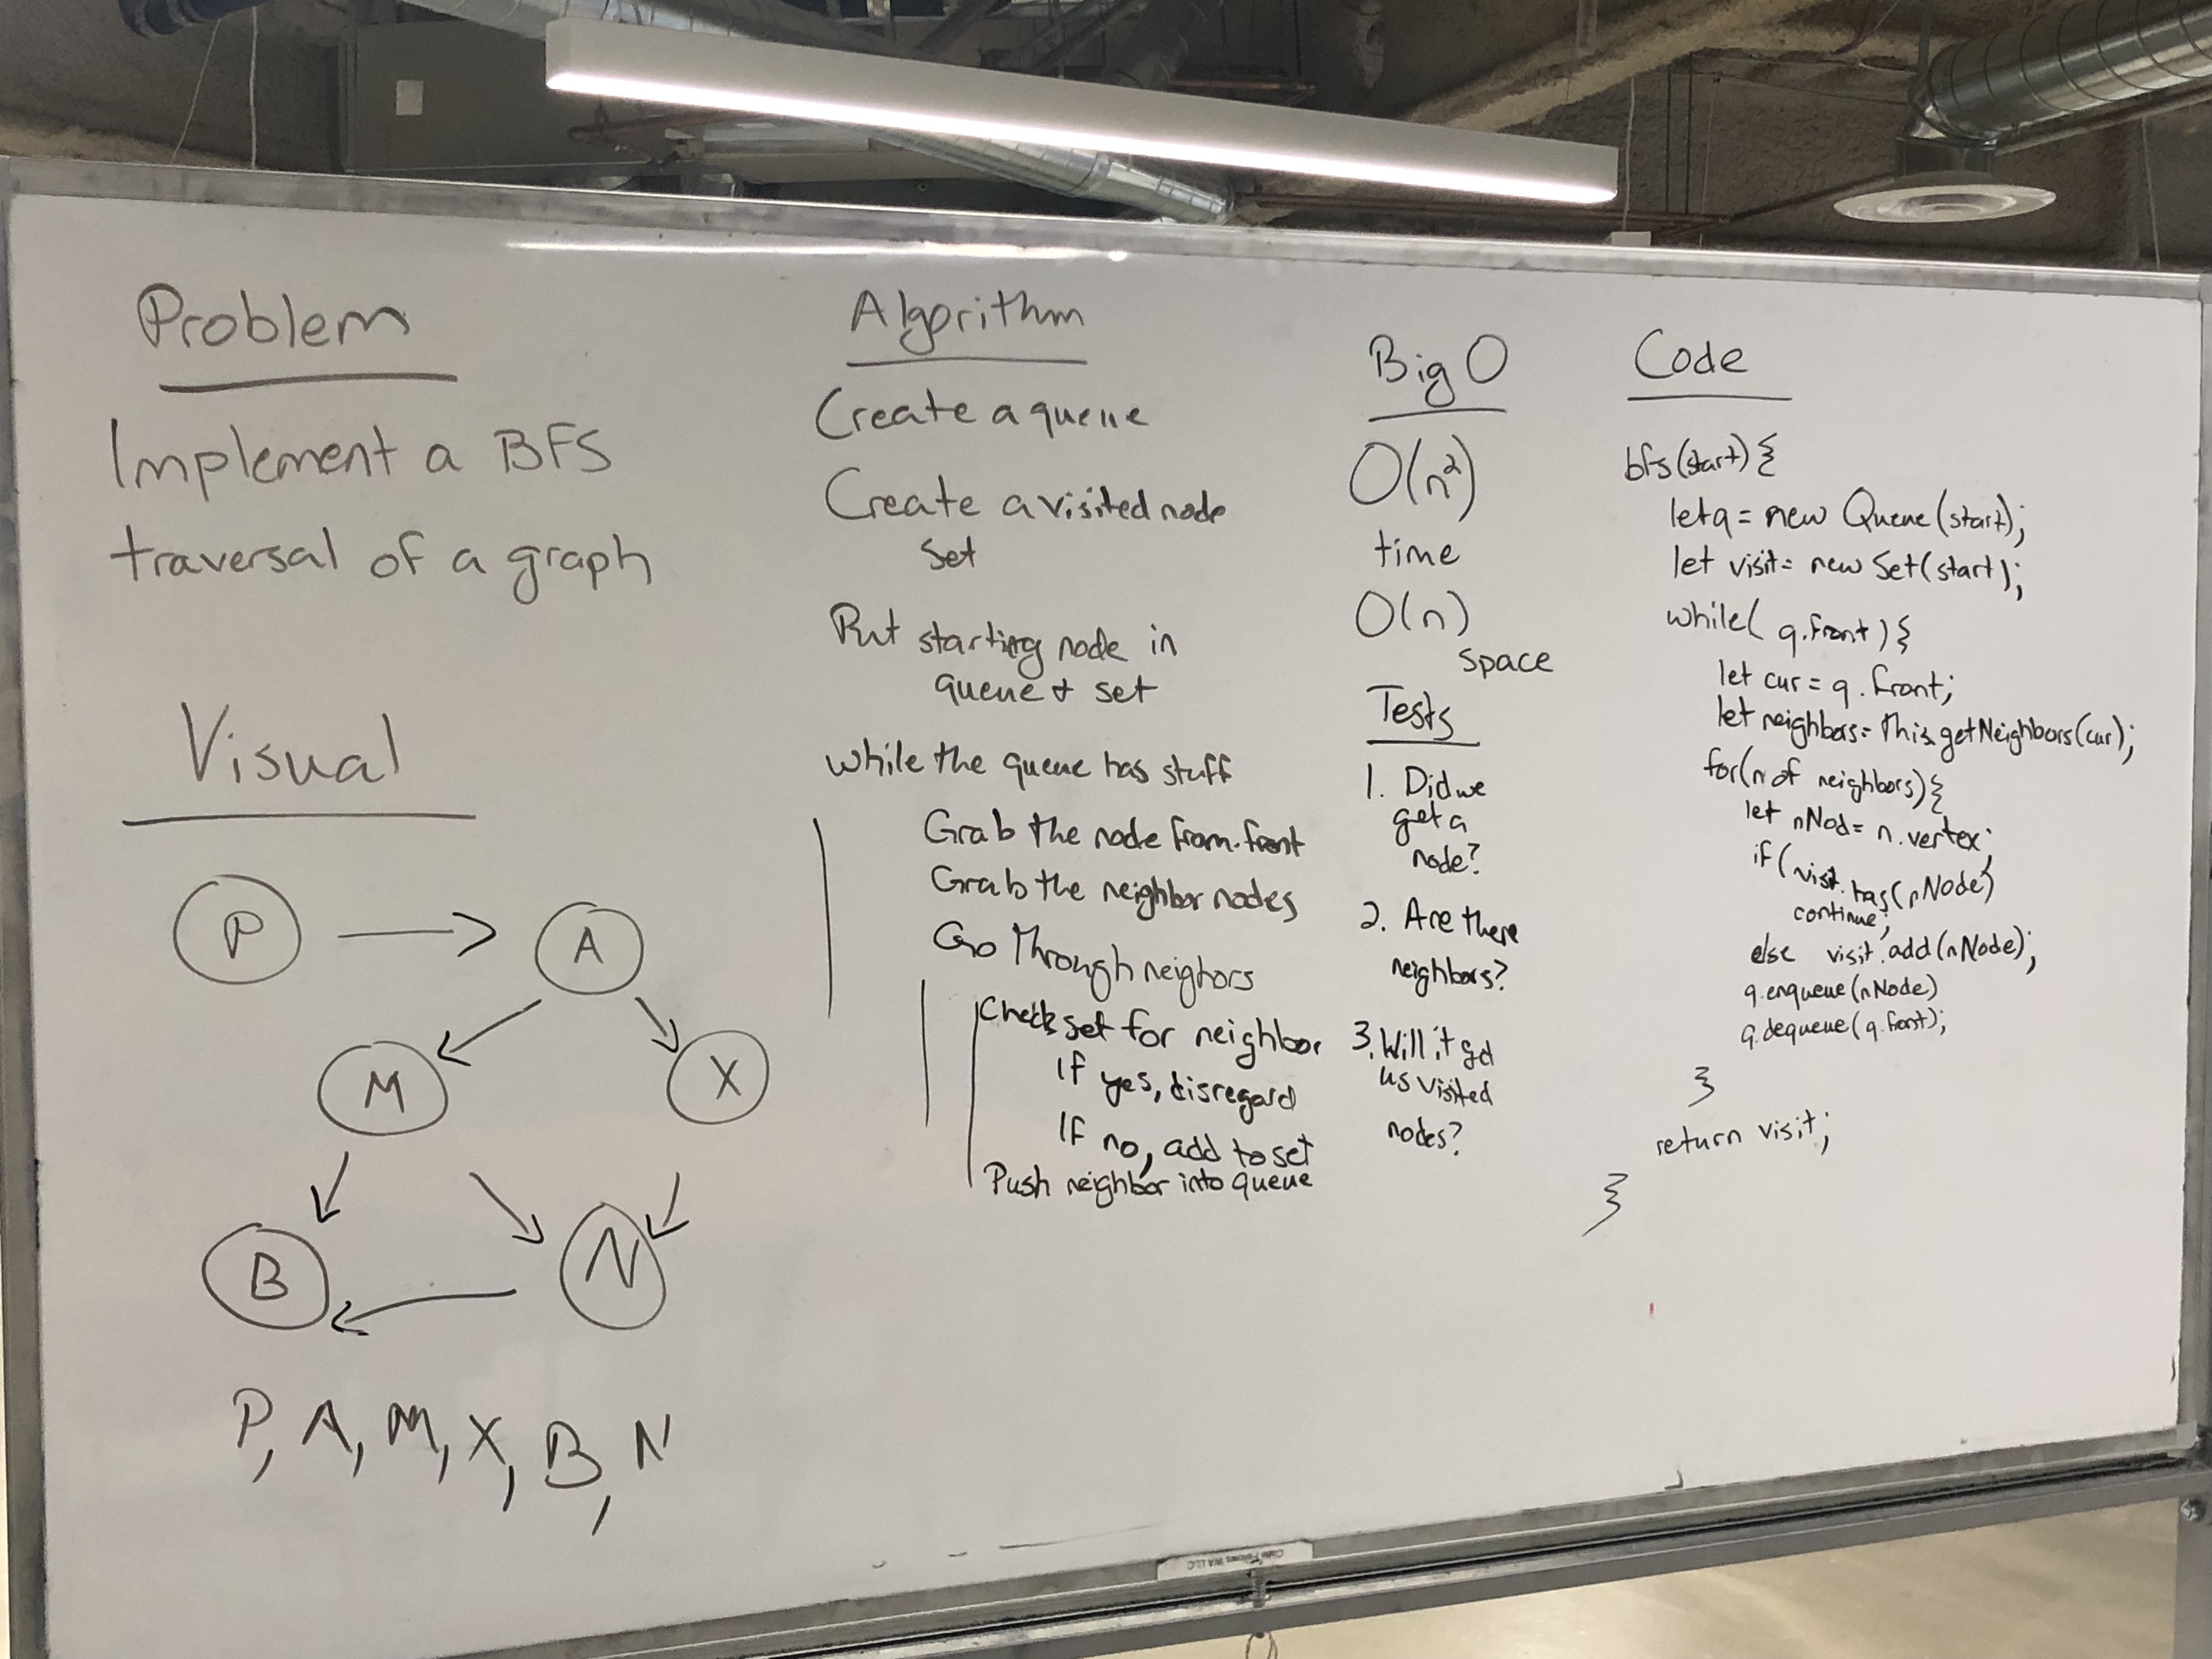 Problem
Implement a BFS
traversal of a graph
Visual
P
A
M
X
B
N
P, A, M, X, B, N
Algorithm
Create a queue
Create a visited node
set
Put starting node in
queue + set
while the queue has stuff
Grab the node from front
Grab the neighbor nodes
Go through neighors
Check set for neighbor
If yes, disregard
If no, add to set
Push neighbor into queue
Big O
O(n²)
time
O(n)
space
Tests
1. Did we
get a
node?
2. Are there
neighbors?
3. Will it get
us visited
nodes?
Code
bfs(start){
let q = new Queue(start);
let visit = new Set(start);
while( q.front){
let cur = q.front;
let neighbors = this.getNeighbors(cur);
for(n of neighbors){
let nNod= n.vertex;
if(visit.has(nNode)
continue;
else visit.add(nNode);
q.enqueue(nNode)
q.dequeue(q.front);
}
return visit;
}